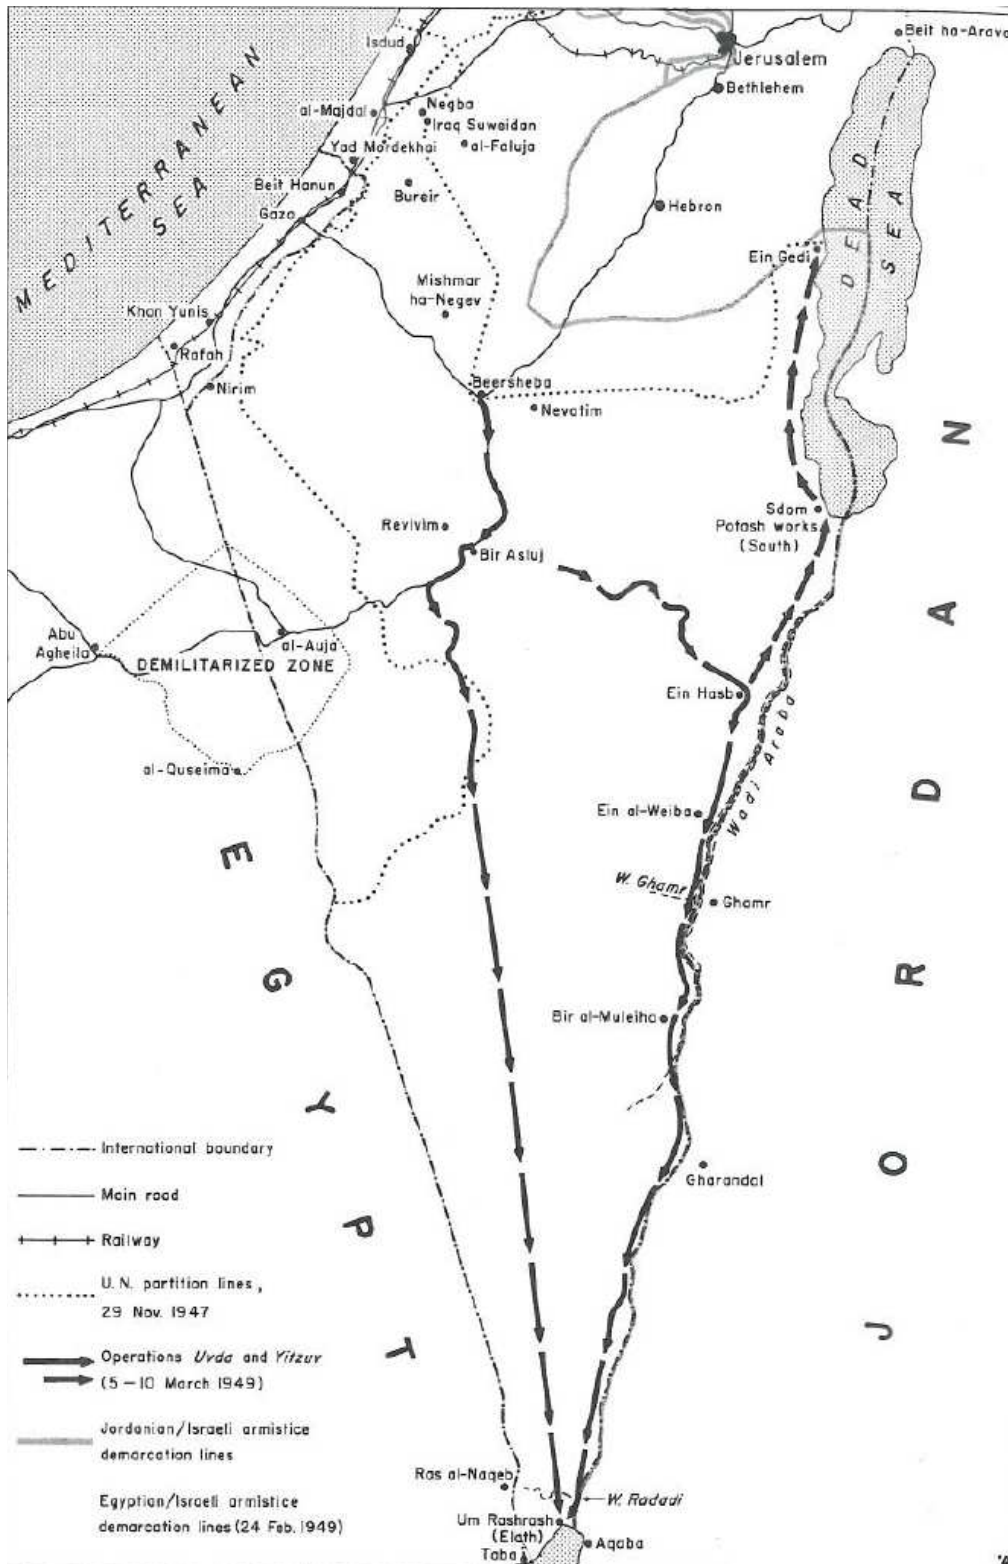 Beit ha-Arava
Isdud
Jerusalem
Bethlehem
Negba
al-Majdal
Iraq Suweidan
al-Faluja
Yad Mordekhai
Beit Hanun
Bureir
Gaza
Hebron
MEDITERRANEAN
SEA
DEAD
SEA
Ein Gedi
Mishmar
ha-Negev
Khan Yunis
Rafah
Nirim
Beersheba
Nevatim
Sdom
Potash works
(South)
Revivim
Bir Asluj
Abu
Agheila
al-Auja
DEMILITARIZED ZONE
Ein Hasb
Wadi Araba
al-Quseima
Ein al-Weiba
W. Ghamr
Ghamr
Bir al-Muleiha
Gharandal
EGYPT
JORDAN
International boundary
Main road
Railway
U.N. partition lines,
29 Nov. 1947
Operations Uvda and Yitzuv
(5–10 March 1949)
Jordanian/Israeli armistice
demarcation lines
Egyptian/Israeli armistice
demarcation lines (24 Feb. 1949)
Ras al-Naqeb
W. Radadi
Um Rashrash
(Elath)
Taba
Aqaba